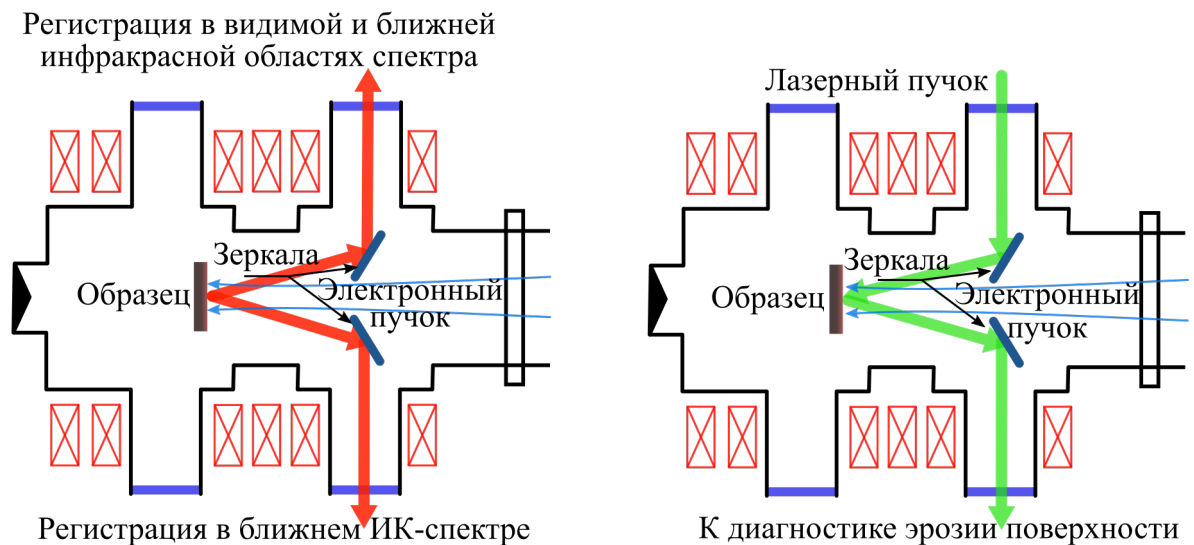 Регистрация в видимой и ближней
инфракрасной областях спектра
Зеркала
Образец
Электронный
пучок
Регистрация в ближнем ИК-спектре
Лазерный пучок
Зеркала
Образец
Электронный
пучок
К диагностике эрозии поверхности